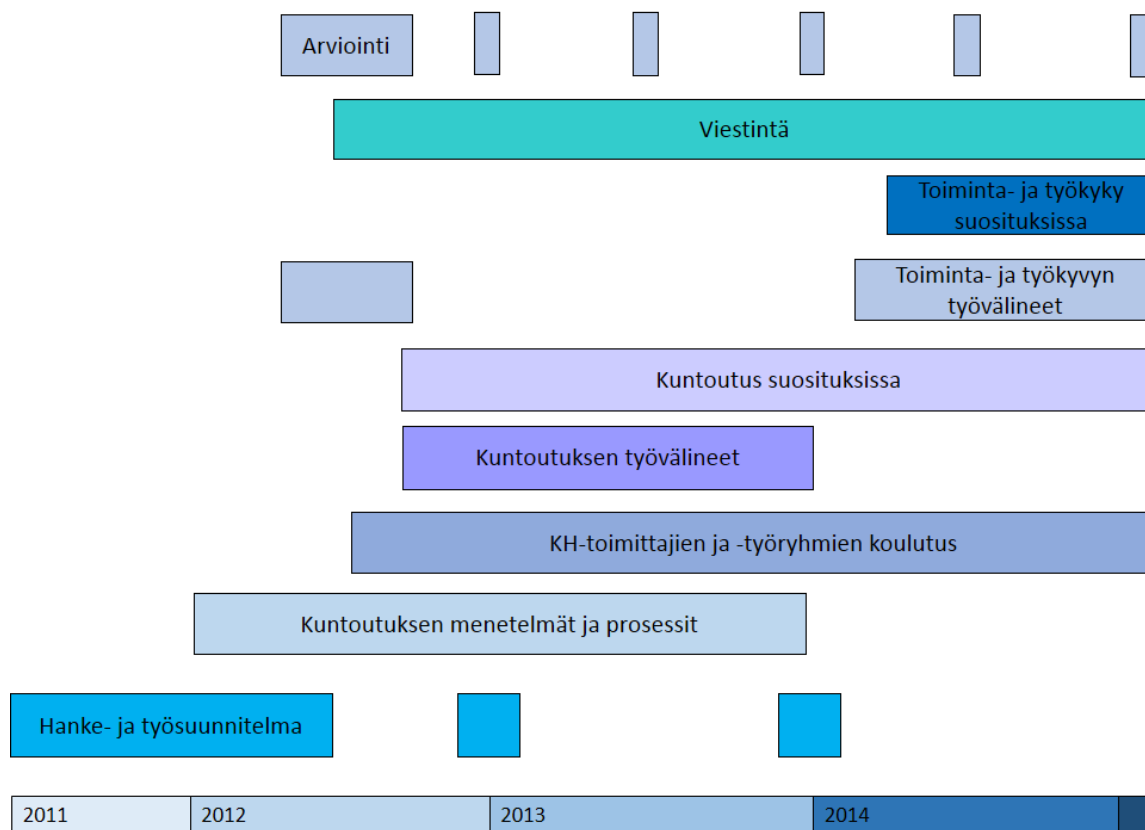 Arviointi
Viestintä
Toiminta- ja työkyky
suosituksissa
Toiminta- ja työkyvyn
työvälineet
Kuntoutus suosituksissa
Kuntoutuksen työvälineet
KH-toimittajien ja -työryhmien koulutus
Kuntoutuksen menetelmät ja prosessit
Hanke- ja työsuunnitelma
2011
2012
2013
2014